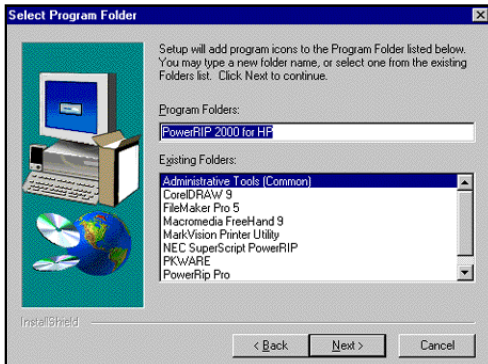 Select Program Folder
Setup will add program icons to the Program Folder listed below.
You may type a new folder name, or select one from the existing
Folders list. Click Next to continue.
Program Folders:
PowerRIP 2000 for HP
Existing Folders:
Administrative Tools (Common)
CorelDRAW 9
FileMaker Pro 5
Macromedia FreeHand 9
MarkVision Printer Utility
NEC SuperScript PowerRIP
PKWARE
PowerRip Pro
InstallShield
< Back
Next >
Cancel